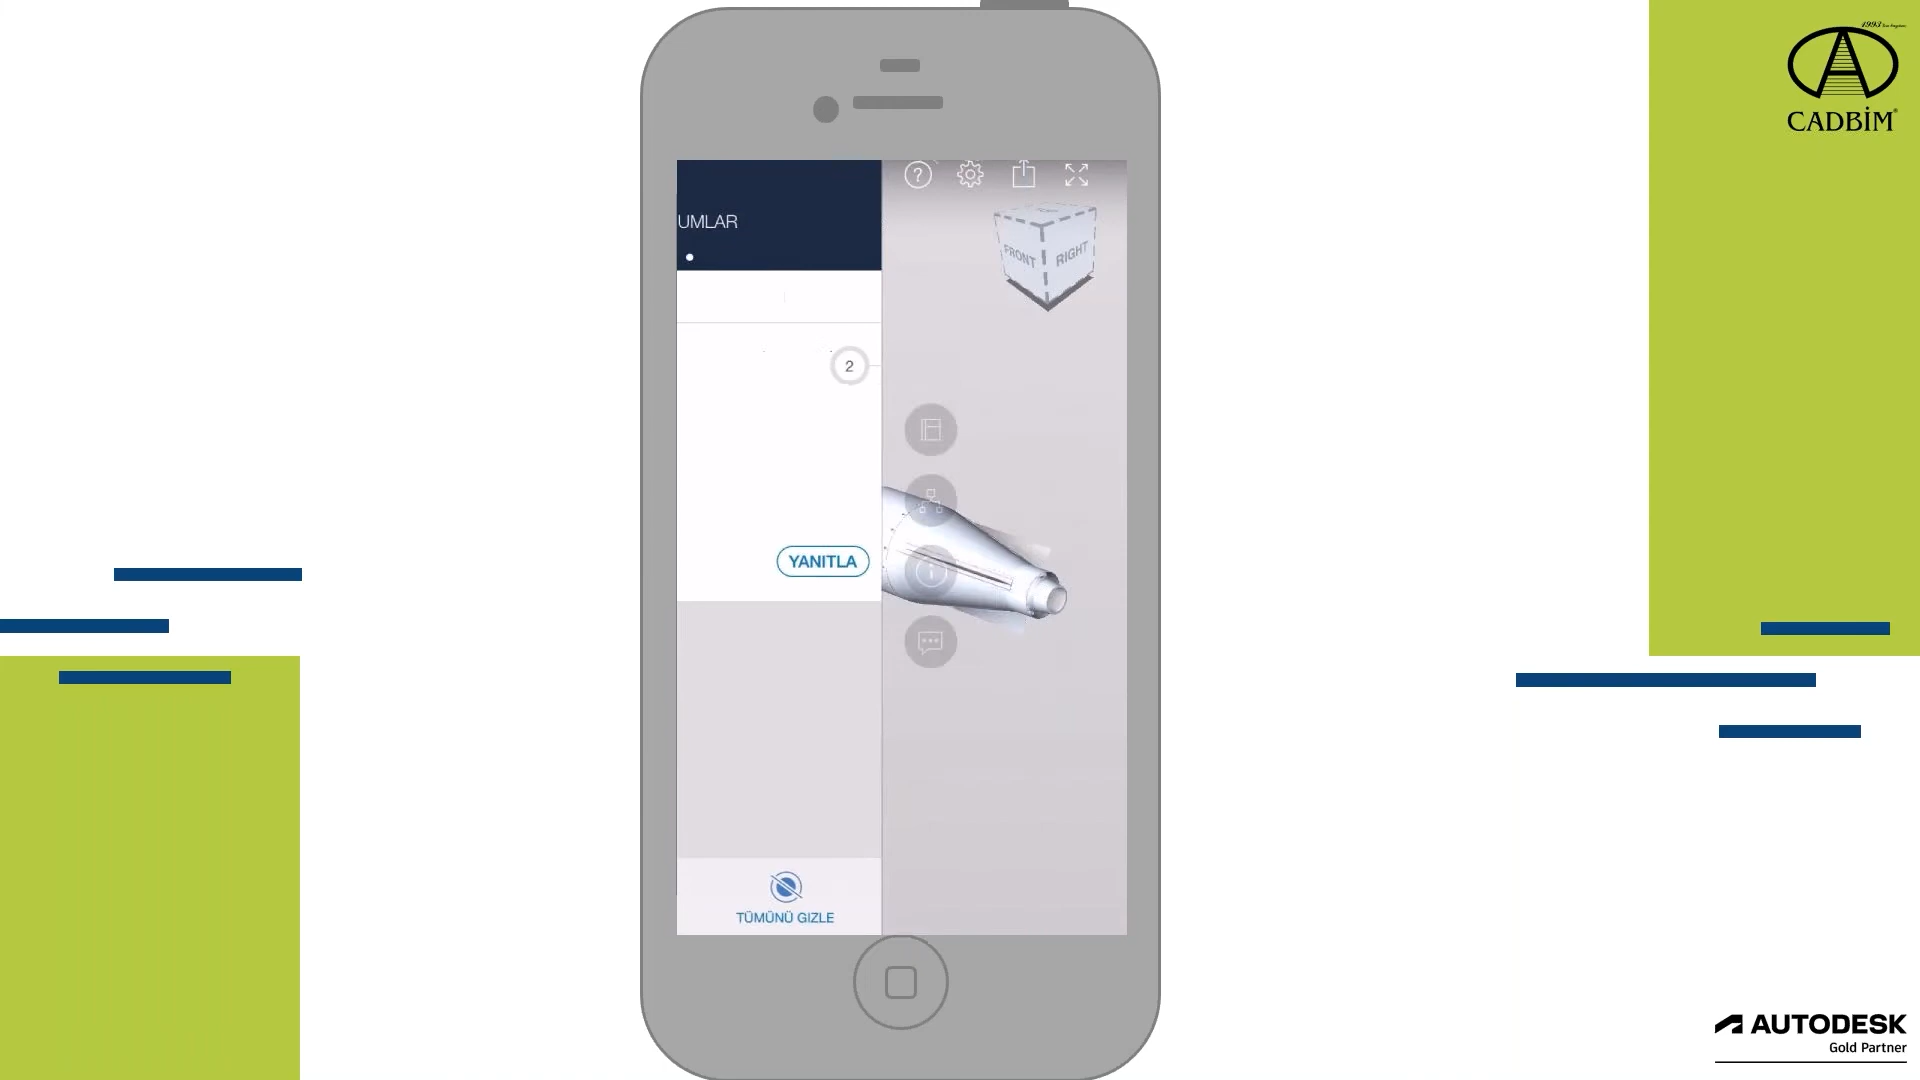 1993
CADBİM
UMLAR
?
FRONT
RIGHT
2
YANITLA
TÜMÜNÜ GIZLE
AUTODESK
Gold Partner